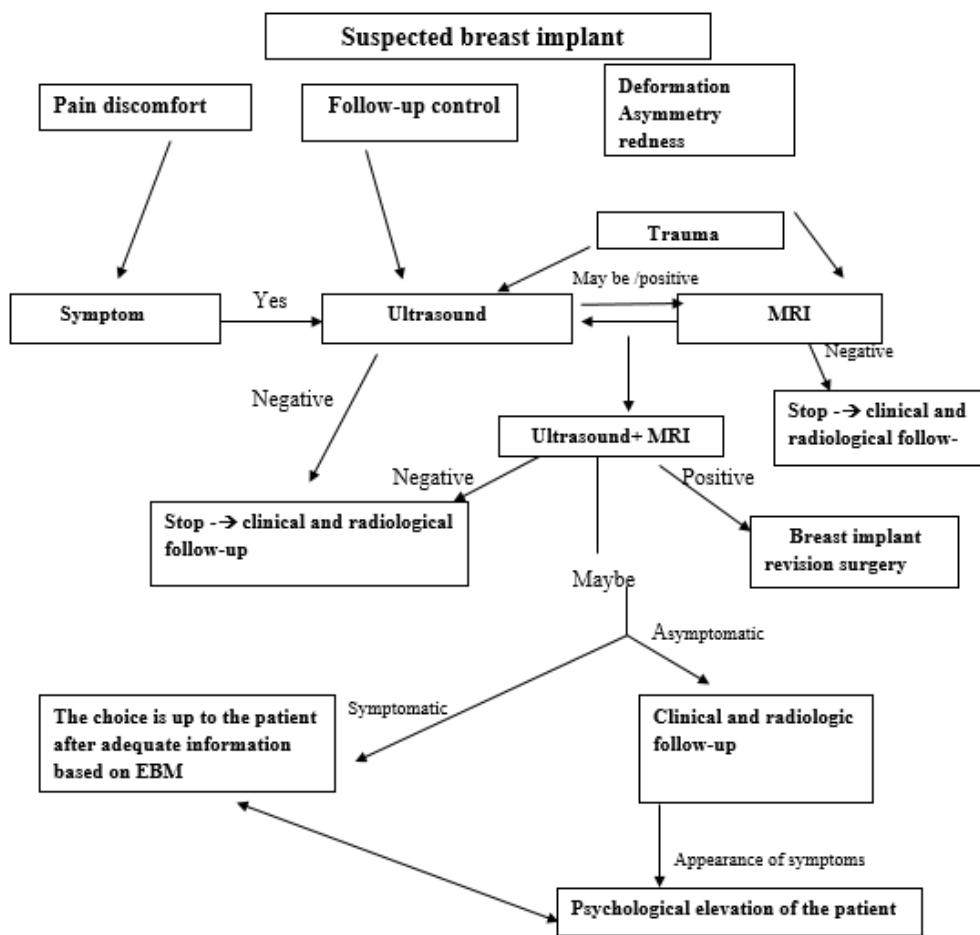 Suspected breast implant
Pain discomfort
Follow-up control
Deformation
Asymmetry
redness
Trauma
May be /positive
Symptom
Yes
Ultrasound
MRI
Negative
Negative
Stop -→ clinical and
radiological follow-
Ultrasound+ MRI
Negative
Positive
Stop -→ clinical and radiological
follow-up
Breast implant
revision surgery
Maybe
Asymptomatic
Symptomatic
The choice is up to the patient
after adequate information
based on EBM
Clinical and radiologic
follow-up
Appearance of symptoms
Psychological elevation of the patient